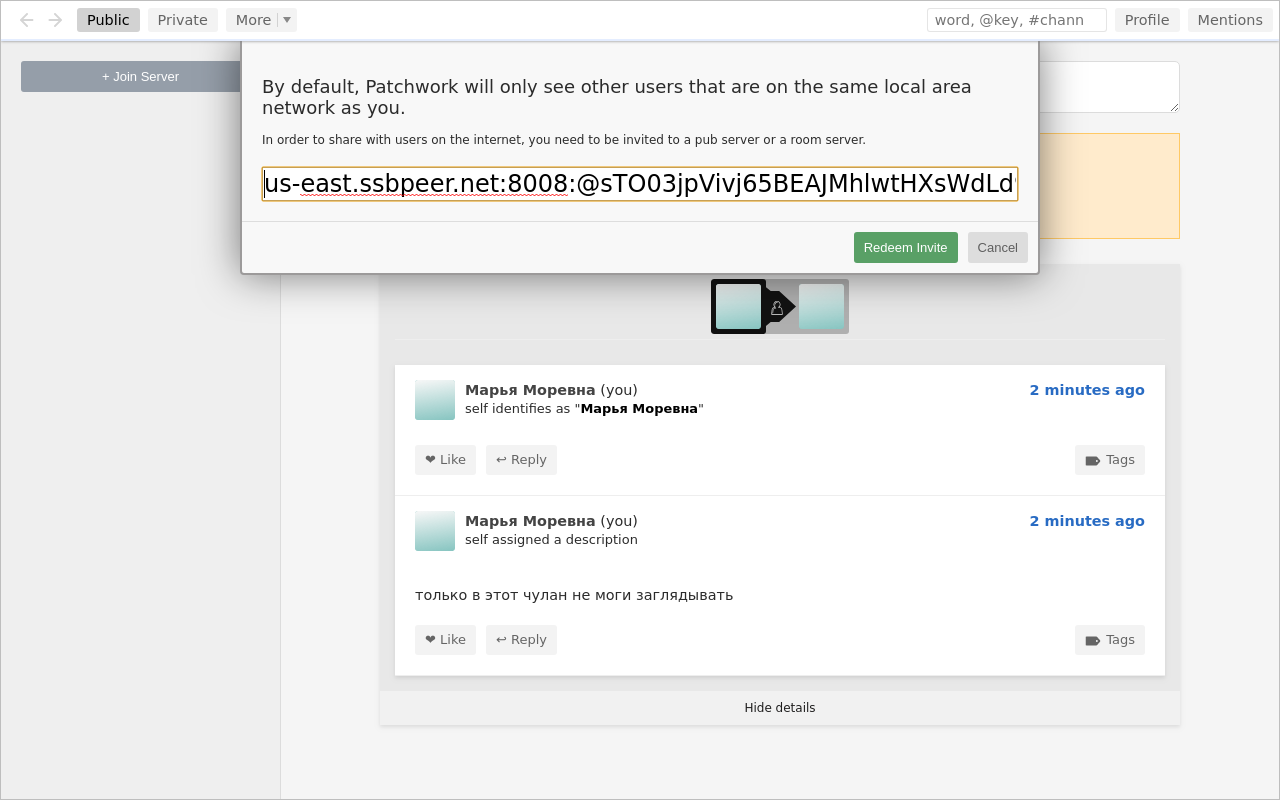 Public
Private
More
word, @key, #chann
Profile
Mentions
+ Join Server
By default, Patchwork will only see other users that are on the same local area
network as you.
In order to share with users on the internet, you need to be invited to a pub server or a room server.
us-east.ssbpeer.net:8008:@sTO03jpVivj65BEAJMhlwtHXsWdLd
Redeem Invite
Cancel
Марья Моревна (you)
2 minutes ago
self identifies as "Марья Моревна"
❤ Like
↩ Reply
Tags
Марья Моревна (you)
2 minutes ago
self assigned a description
только в этот чулан не моги заглядывать
❤ Like
↩ Reply
Tags
Hide details